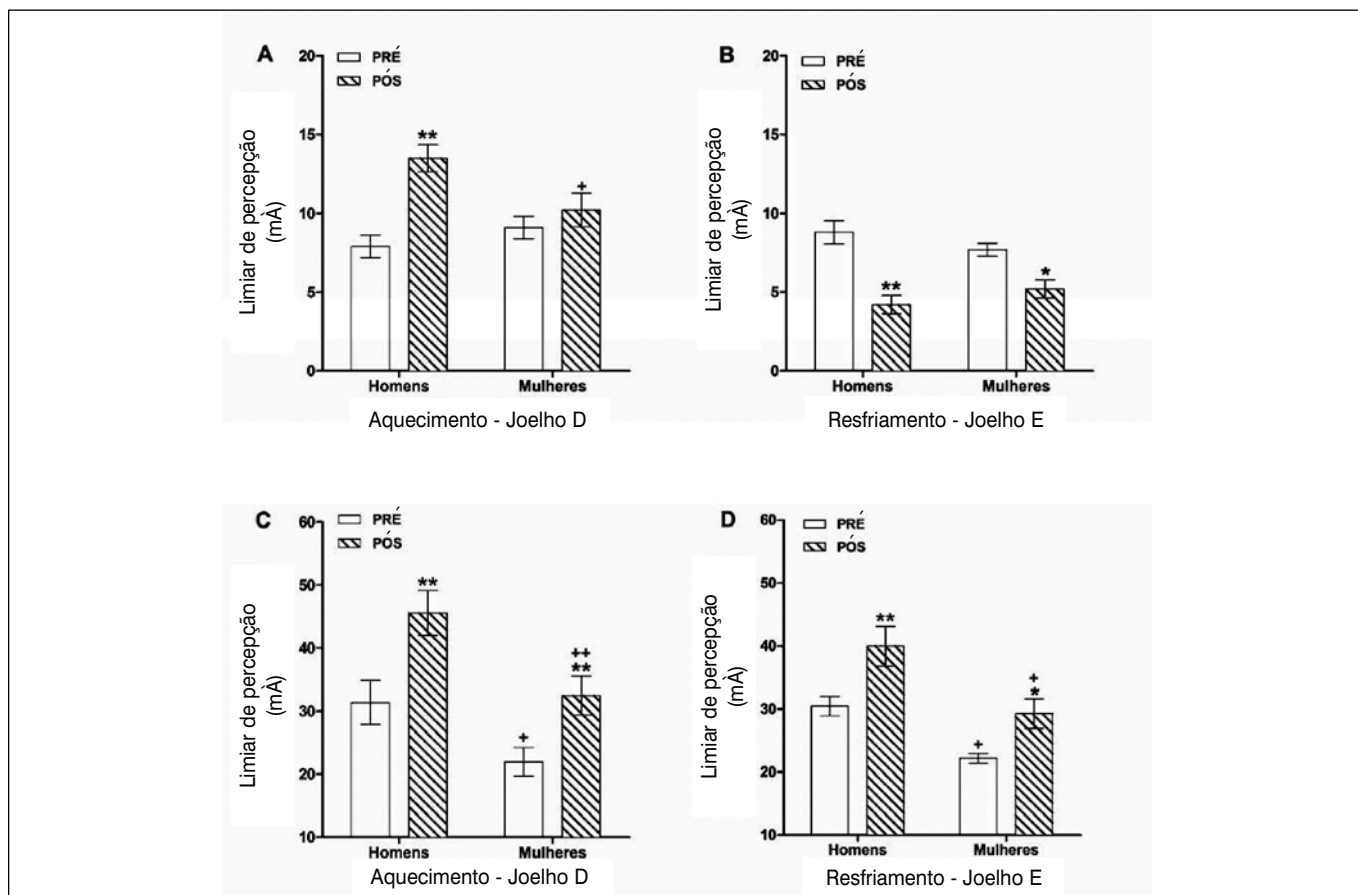 A
PRÉ
PÓS
Limiar de percepção
(mÀ)
20
15
10
5
0
**
+
Homens Mulheres
Aquecimento - Joelho D
B
PRÉ
PÓS
Limiar de percepção
(mÀ)
20
15
10
5
0
**
*
Homens Mulheres
Resfriamento - Joelho E
C
PRÉ
PÓS
Limiar de percepção
(mÀ)
60
50
40
30
20
10
**
+
++
**
Homens Mulheres
Aquecimento - Joelho D
D
PRÉ
PÓS
Limiar de percepção
(mÀ)
60
50
40
30
20
10
**
+
+
*
Homens Mulheres
Resfriamento - Joelho E